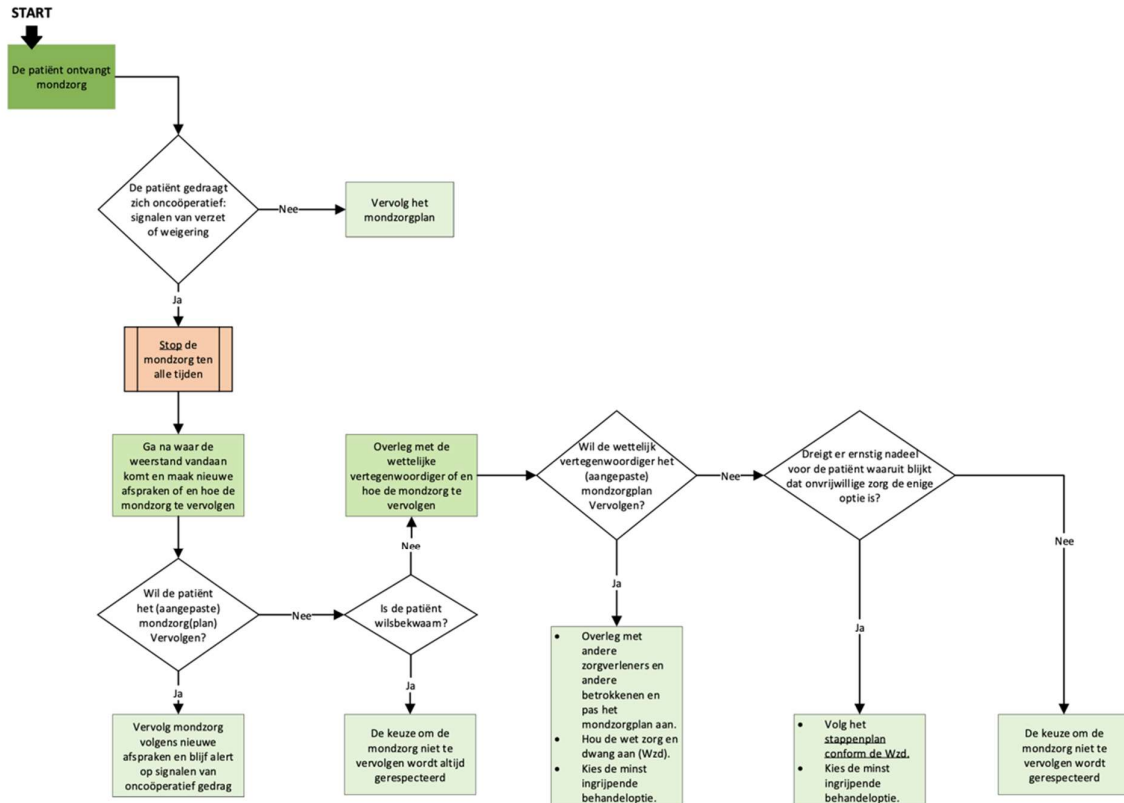 START
De patiënt ontvangt
mondzorg
De patiënt gedraagt
zich oncoöperatief:
signalen van verzet
of weigering
Nee
Vervolg het
mondzorgplan
Ja
Stop de
mondzorg ten
alle tijden
Ga na waar de
weerstand vandaan
komt en maak nieuwe
afspraken of en hoe de
mondzorg te vervolgen
Wil de patiënt
het (aangepaste)
mondzorg(plan)
Vervolgen?
Ja
Vervolg mondzorg
volgens nieuwe
afspraken en blijf alert
op signalen van
oncoöperatief gedrag
Nee
Is de patiënt
wilsbekwaam?
Ja
De keuze om de
mondzorg niet te
vervolgen wordt altijd
gerespecteerd
Nee
Overleg met de
wettelijke
vertegenwoordiger of en
hoe de mondzorg te
vervolgen
Wil de wettelijk
vertegenwoordiger het
(aangepaste)
mondzorgplan
Vervolgen?
Ja
• Overleg met
andere
zorgverleners en
andere
betrokkenen en
pas het
mondzorgplan aan.
• Hou de wet zorg en
dwang aan (Wzd).
• Kies de minst
ingrijpende
behandeloptie.
Nee
Dreigt er ernstig nadeel
voor de patiënt waaruit blijkt
dat onvrijwillige zorg de enige
optie is?
Ja
• Volg het
stappenplan
conform de Wzd.
• Kies de minst
ingrijpende
behandeloptie.
Nee
De keuze om de
mondzorg niet te
vervolgen wordt
gerespecteerd